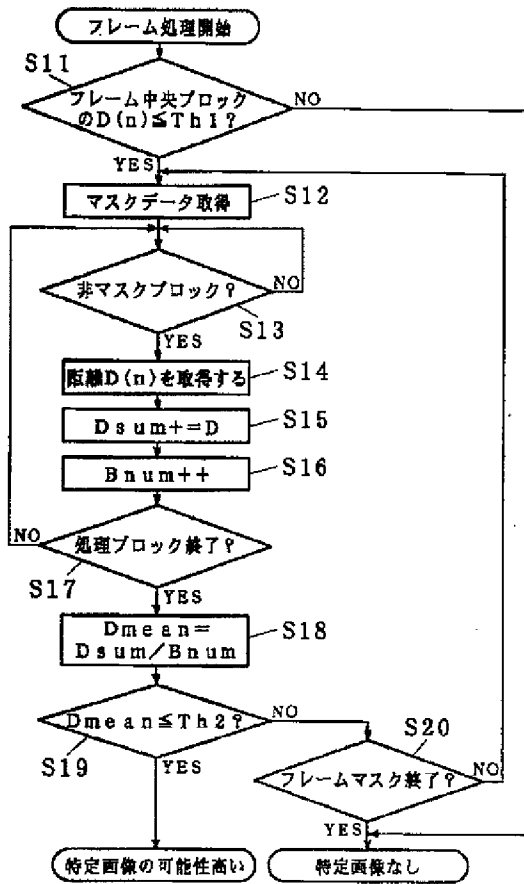 フレーム処理開始
S11
フレーム中央ブロック
のD(n)≦Th1?
NO
YES
マスクデータ取得
S12
非マスクブロック?
NO
S13
YES
距離D(n)を取得する
S14
Dsum+=D
S15
Bnum++
S16
処理ブロック終了?
NO
S17
YES
Dmean=
Dsum/Bnum
S18
Dmean≦Th2?
NO
S19
YES
S20
フレームマスク終了?
NO
YES
特定画像の可能性高い
特定画像なし